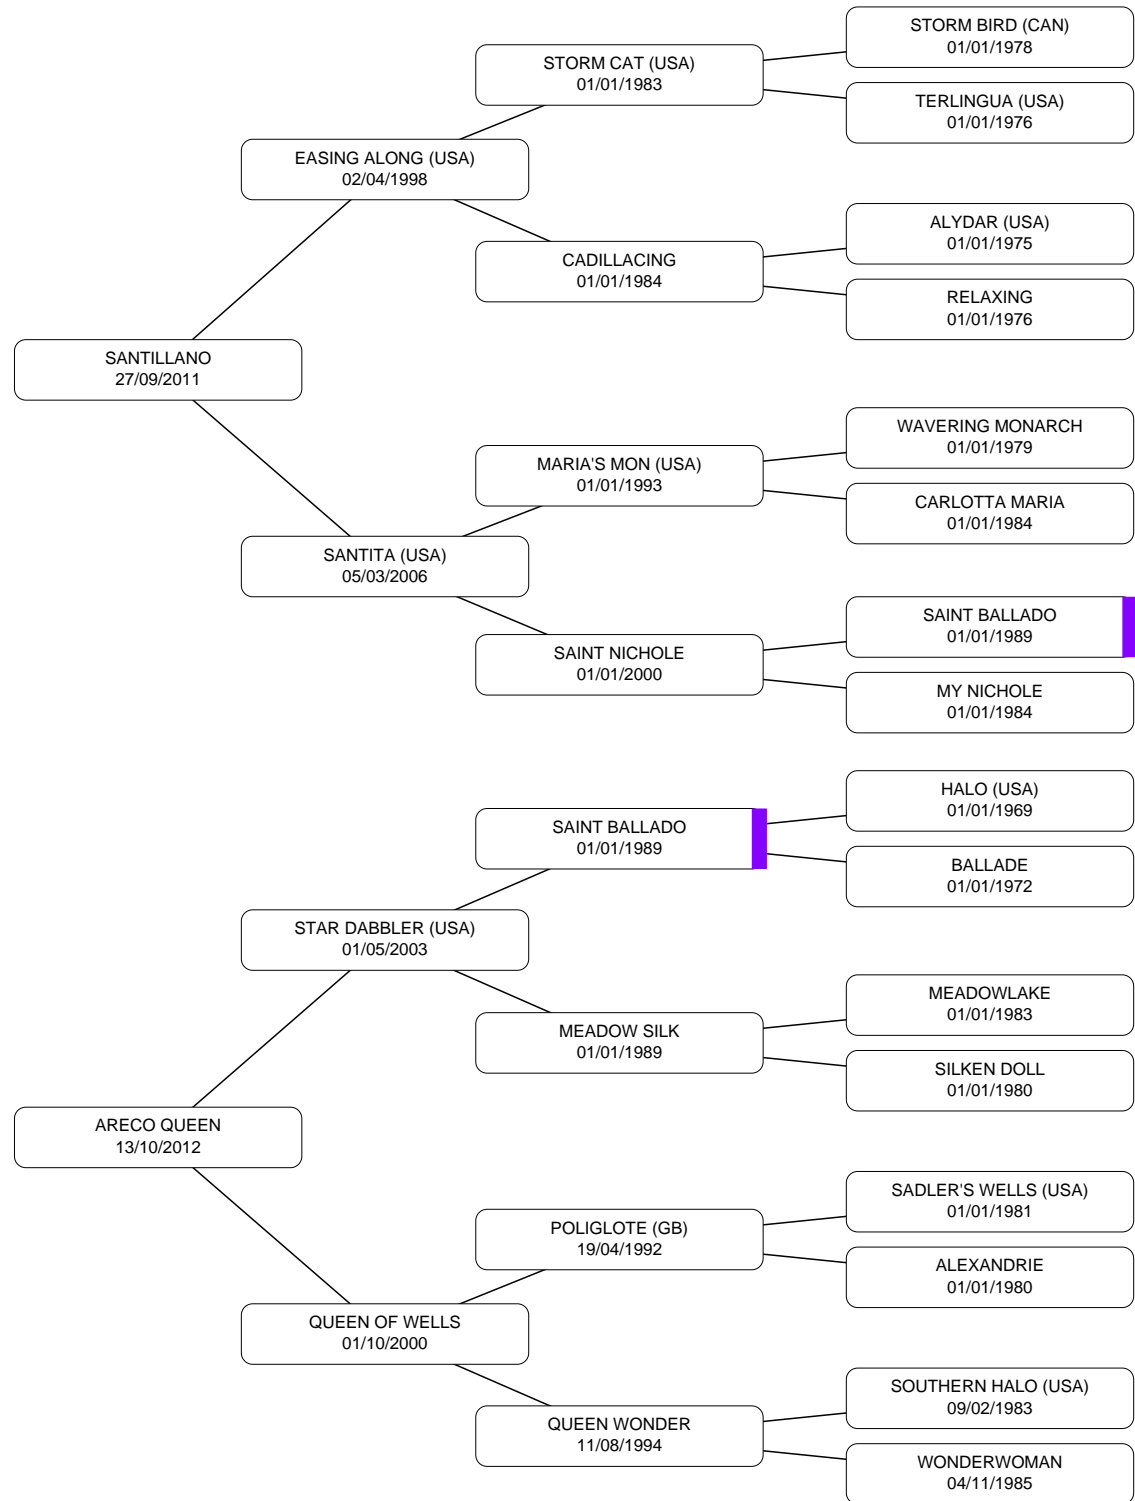 STORM BIRD (CAN)
01/01/1978
STORM CAT (USA)
01/01/1983
TERLINGUA (USA)
01/01/1976
EASING ALONG (USA)
02/04/1998
ALYDAR (USA)
01/01/1975
CADILLACING
01/01/1984
RELAXING
01/01/1976
SANTILLANO
27/09/2011
WAVERING MONARCH
01/01/1979
MARIA'S MON (USA)
01/01/1993
CARLOTTA MARIA
01/01/1984
SANTITA (USA)
05/03/2006
SAINT BALLADO
01/01/1989
SAINT NICHOLE
01/01/2000
MY NICHOLE
01/01/1984
HALO (USA)
01/01/1969
SAINT BALLADO
01/01/1989
BALLADE
01/01/1972
STAR DABBLER (USA)
01/05/2003
MEADOWLAKE
01/01/1983
MEADOW SILK
01/01/1989
SILKEN DOLL
01/01/1980
ARECO QUEEN
13/10/2012
SADLER'S WELLS (USA)
01/01/1981
POLIGLOTE (GB)
19/04/1992
ALEXANDRIE
01/01/1980
QUEEN OF WELLS
01/10/2000
SOUTHERN HALO (USA)
09/02/1983
QUEEN WONDER
11/08/1994
WONDERWOMAN
04/11/1985